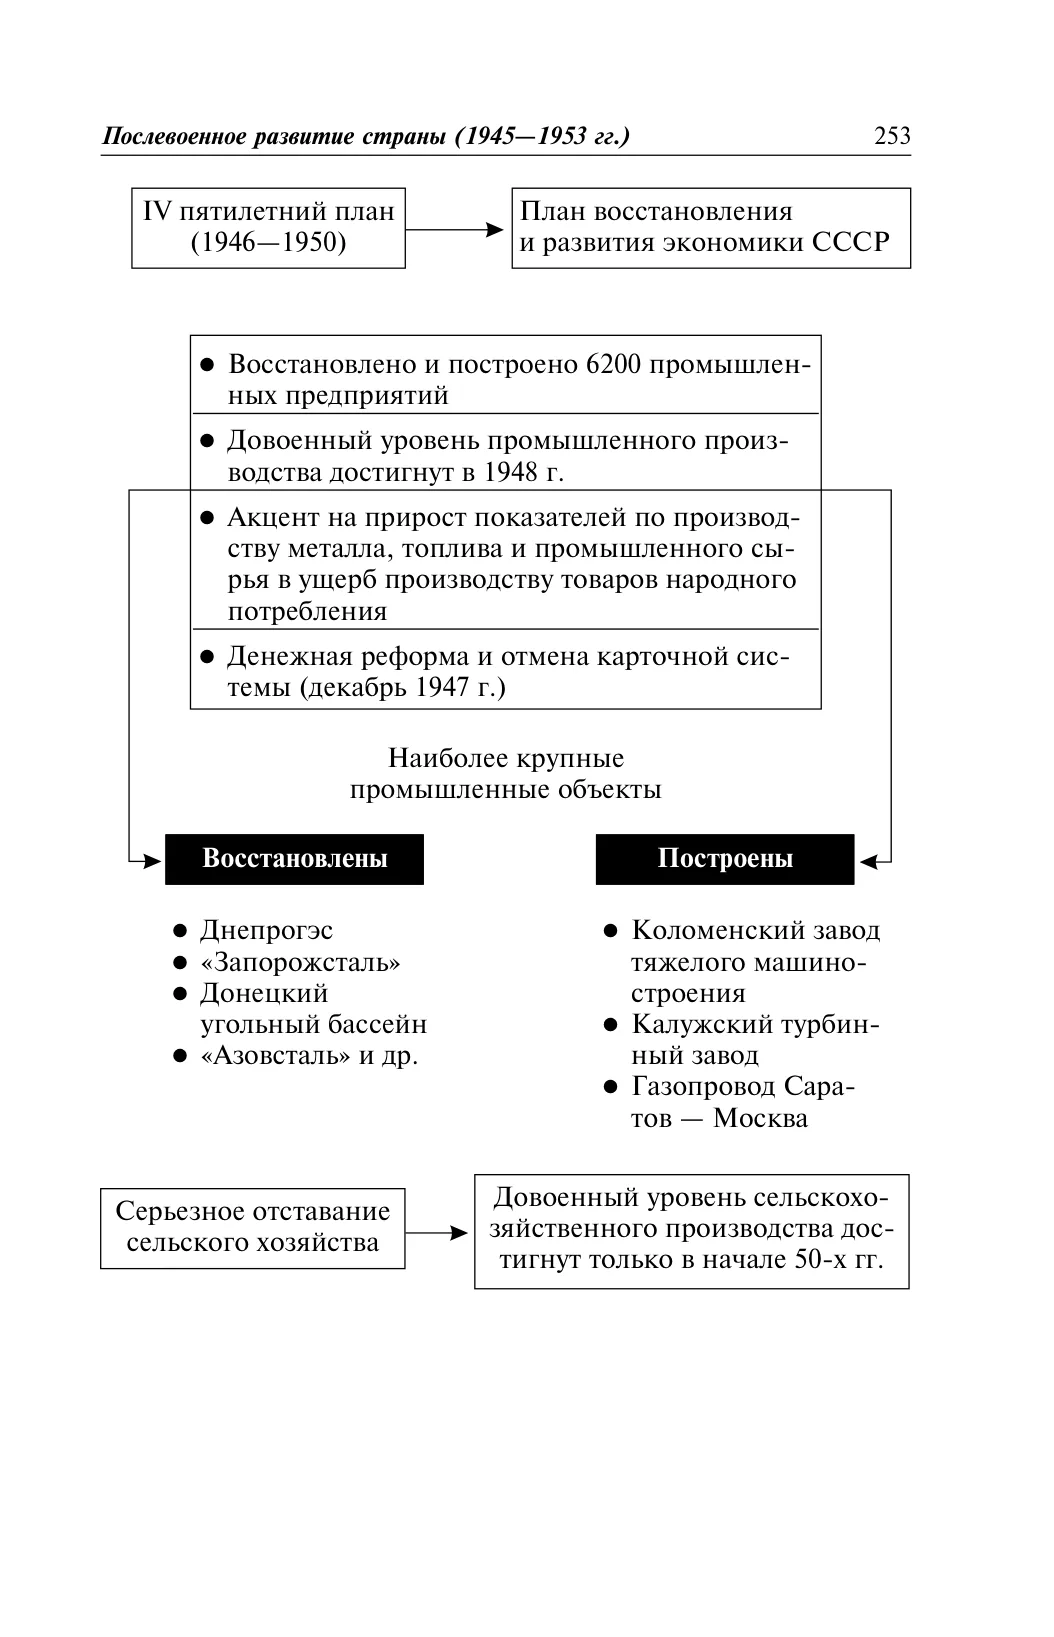 Послевоенное развитие страны (1945—1953 гг.) 253
IV пятилетний план
(1946—1950)
План восстановления
и развития экономики СССР
● Восстановлено и построено 6200 промышлен-
ных предприятий
● Довоенный уровень промышленного произ-
водства достигнут в 1948 г.
● Акцент на прирост показателей по производ-
ству металла, топлива и промышленного сы-
рья в ущерб производству товаров народного
потребления
● Денежная реформа и отмена карточной сис-
темы (декабрь 1947 г.)
Наиболее крупные
промышленные объекты
Восстановлены
● Днепрогэс
● «Запорожсталь»
● Донецкий
угольный бассейн
● «Азовсталь» и др.
Построены
● Коломенский завод
тяжелого машино-
строения
● Калужский турбин-
ный завод
● Газопровод Сара-
тов — Москва
Серьезное отставание
сельского хозяйства
Довоенный уровень сельскохо-
зяйственного производства дос-
тигнут только в начале 50-х гг.